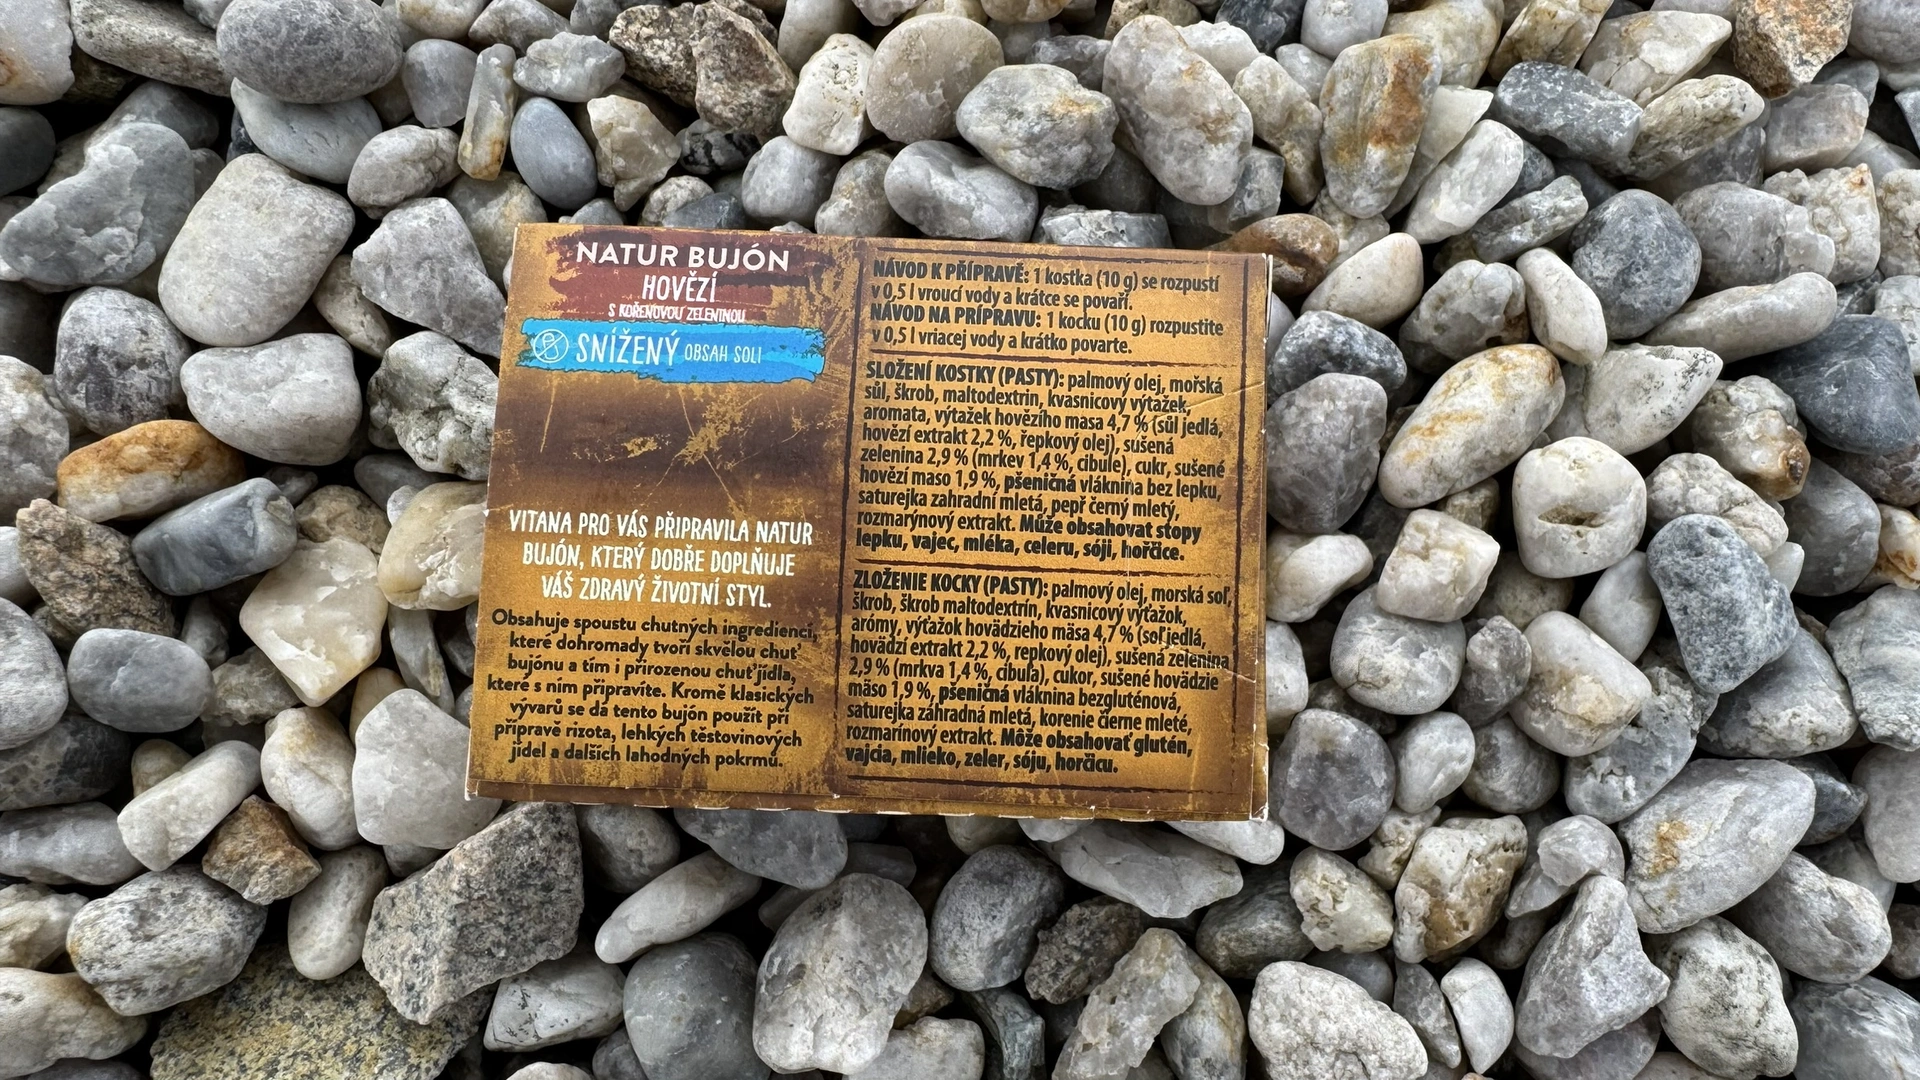 NATUR BUJÓN
HOVĚZÍ
S KOŘENOVOU ZELENINOU
SNÍŽENÝ OBSAH SOLI
VITANA PRO VÁS PŘIPRAVILA NATUR
BUJÓN, KTERÝ DOBŘE DOPLŇUJE
VÁŠ ZDRAVÝ ŽIVOTNÍ STYL.
Obsahuje spoustu chutných ingrediencí,
které dohromady tvoří skvělou chuť
bujónu a tím i přirozenou chuť jídla,
které s ním připravíte. Kromě klasických
vývarů se dá tento bujón použít při
přípravě rizota, lehkých těstovinových
jídel a dalších lahodných pokrmů.
NÁVOD K PŘÍPRAVĚ: 1 kostka (10 g) se rozpustí
v 0,5 l vroucí vody a krátce se povaří.
NÁVOD NA PRÍPRAVU: 1 kocku (10 g) rozpustite
v 0,5 l vriacej vody a krátko povarte.
SLOŽENÍ KOSTKY (PASTY): palmový olej, mořská
sůl, škrob, maltodextrin, kvasnicový výtažek,
aromata, výtažek hovězího masa 4,7 % (sůl jedlá,
hovězí extrakt 2,2 %, řepkový olej), sušená
zelenina 2,9 % (mrkev 1,4 %, cibule), cukr, sušené
hovězí maso 1,9 %, pšeničná vláknina bez lepku,
saturejka zahradní mletá, pepř černý mletý,
rozmarýnový extrakt. Může obsahovat stopy
lepku, vajec, mléka, celeru, sóji, hořčice.
ZLOŽENIE KOCKY (PASTY): palmový olej, morská soľ,
škrob, škrob maltodextrín, kvasnicový výťažok,
arómy, výťažok hovädzieho mäsa 4,7 % (soľ jedlá,
hovädzí extrakt 2,2 %, repkový olej), sušená zelenina
2,9 % (mrkva 1,4 %, cibuľa), cukor, sušené hovädzie
mäso 1,9 %, pšeničná vláknina bezgluténová,
saturejka záhradná mletá, korenie čierne mleté,
rozmarínový extrakt. Môže obsahovať glutén,
vajcia, mlieko, zeler, sóju, horčicu.